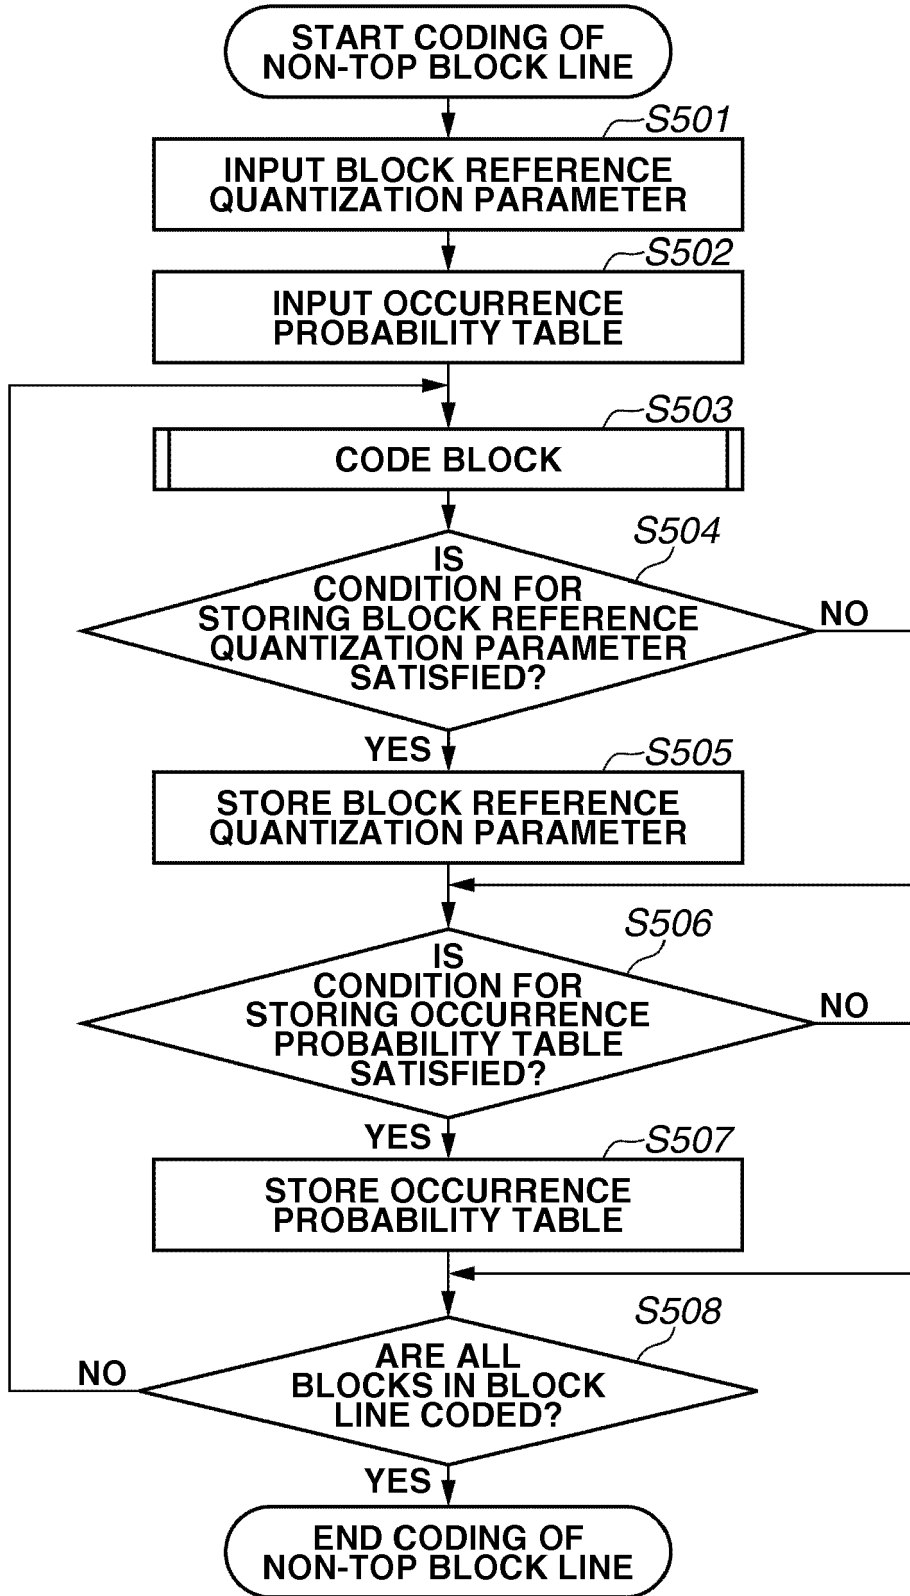 START CODING OF
NON-TOP BLOCK LINE
S501
INPUT BLOCK REFERENCE
QUANTIZATION PARAMETER
S502
INPUT OCCURRENCE
PROBABILITY TABLE
S503
CODE BLOCK
S504
IS
CONDITION FOR
STORING BLOCK REFERENCE
QUANTIZATION PARAMETER
SATISFIED?
NO
YES
S505
STORE BLOCK REFERENCE
QUANTIZATION PARAMETER
S506
IS
CONDITION FOR
STORING OCCURRENCE
PROBABILITY TABLE
SATISFIED?
NO
YES
S507
STORE OCCURRENCE
PROBABILITY TABLE
S508
ARE ALL
BLOCKS IN BLOCK
LINE CODED?
NO
YES
END CODING OF
NON-TOP BLOCK LINE